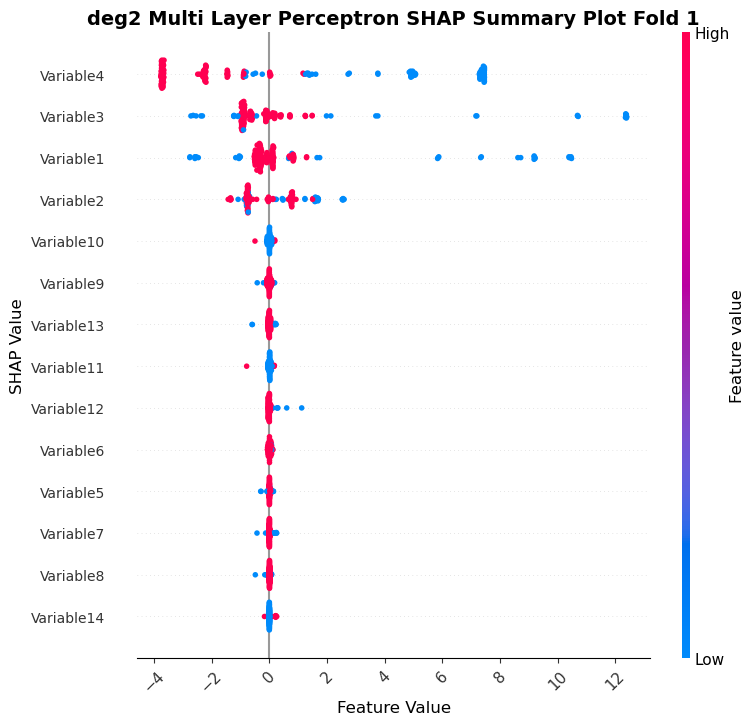 deg2 Multi Layer Perceptron SHAP Summary Plot Fold 1
High
Variable4
Variable3
Variable1
Variable2
Variable10
Variable9
Variable13
Variable11
Variable12
Variable6
Variable5
Variable7
Variable8
Variable14
SHAP Value
Feature value
Low
−4 −2 0 2 4 6 8 10 12
Feature Value